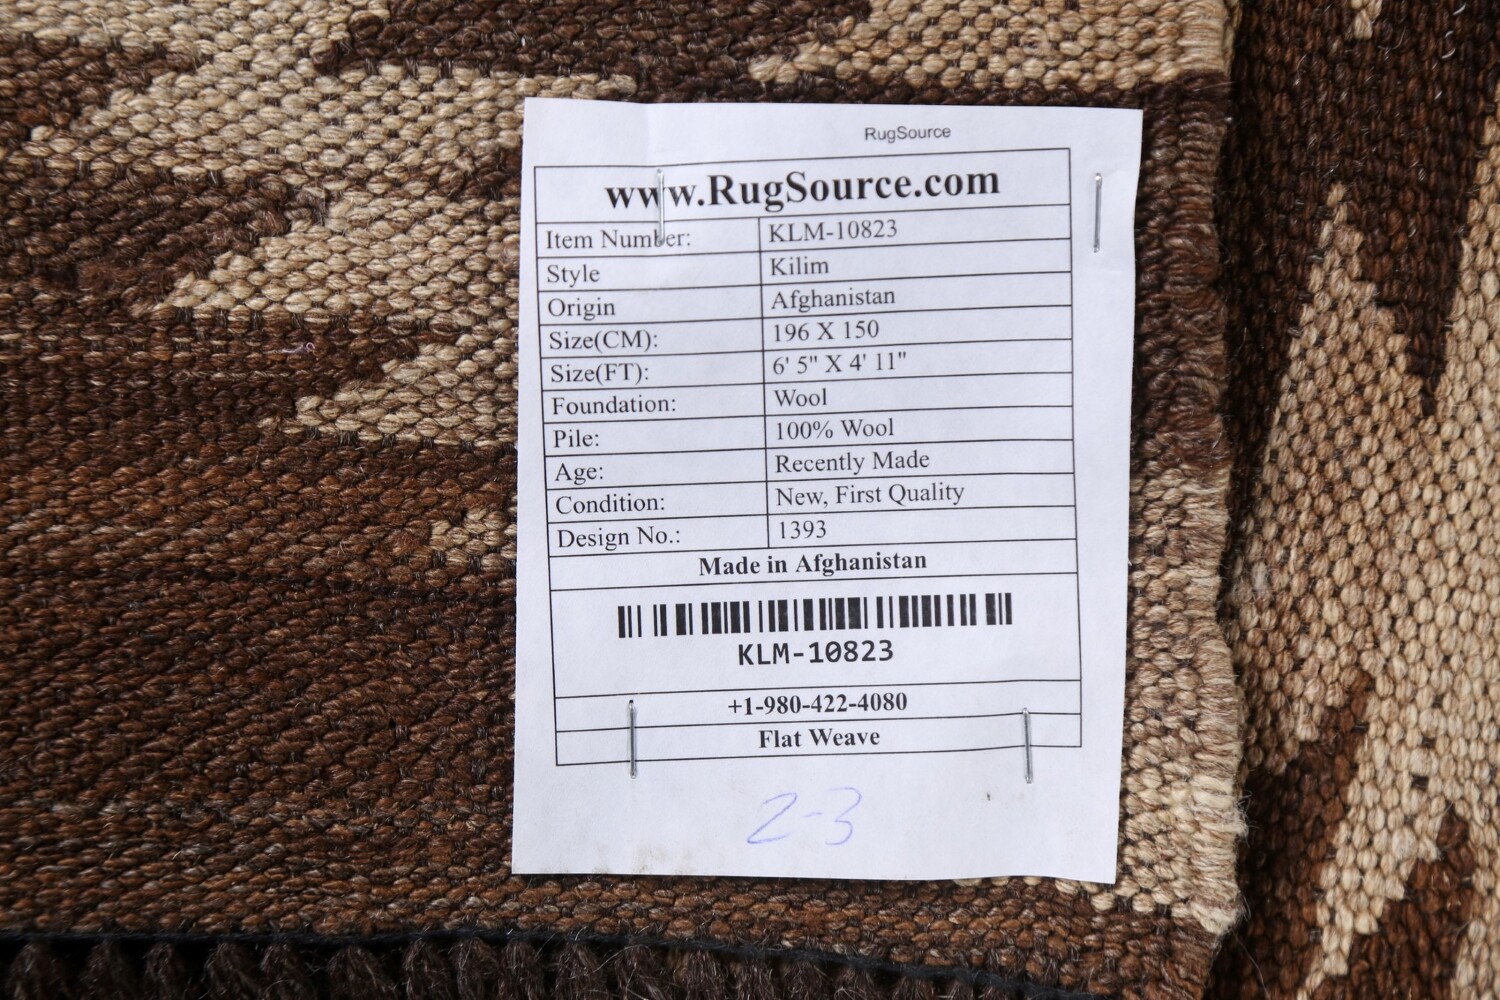 RugSource
www.RugSource.com
Item Number: KLM-10823
Style Kilim
Origin Afghanistan
Size(CM): 196 X 150
Size(FT): 6' 5" X 4' 11"
Foundation: Wool
Pile: 100% Wool
Age: Recently Made
Condition: New, First Quality
Design No.: 1393
Made in Afghanistan
KLM-10823
+1-980-422-4080
Flat Weave
2-3